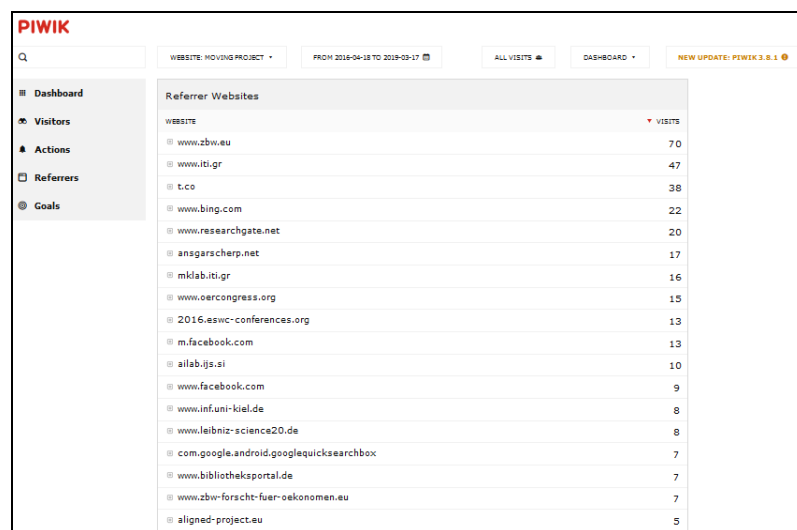 PIWIK
WEBSITE: MOVING PROJECT
FROM 2016-04-18 TO 2019-03-17
ALL VISITS
DASHBOARD
NEW UPDATE: PIWIK 3.8.1
Dashboard
Visitors
Actions
Referrers
Goals
Referrer Websites
WEBSITE VISITS
www.zbw.eu 70
www.iti.gr 47
t.co 38
www.bing.com 22
www.researchgate.net 20
ansgarscherp.net 17
mklab.iti.gr 16
www.oercongress.org 15
2016.eswc-conferences.org 13
m.facebook.com 13
ailab.ijs.si 10
www.facebook.com 9
www.inf.uni-kiel.de 8
www.leibniz-science20.de 8
com.google.android.googlequicksearchbox 7
www.bibliotheksportal.de 7
www.zbw-forscht-fuer-oekonomen.eu 7
aligned-project.eu 5